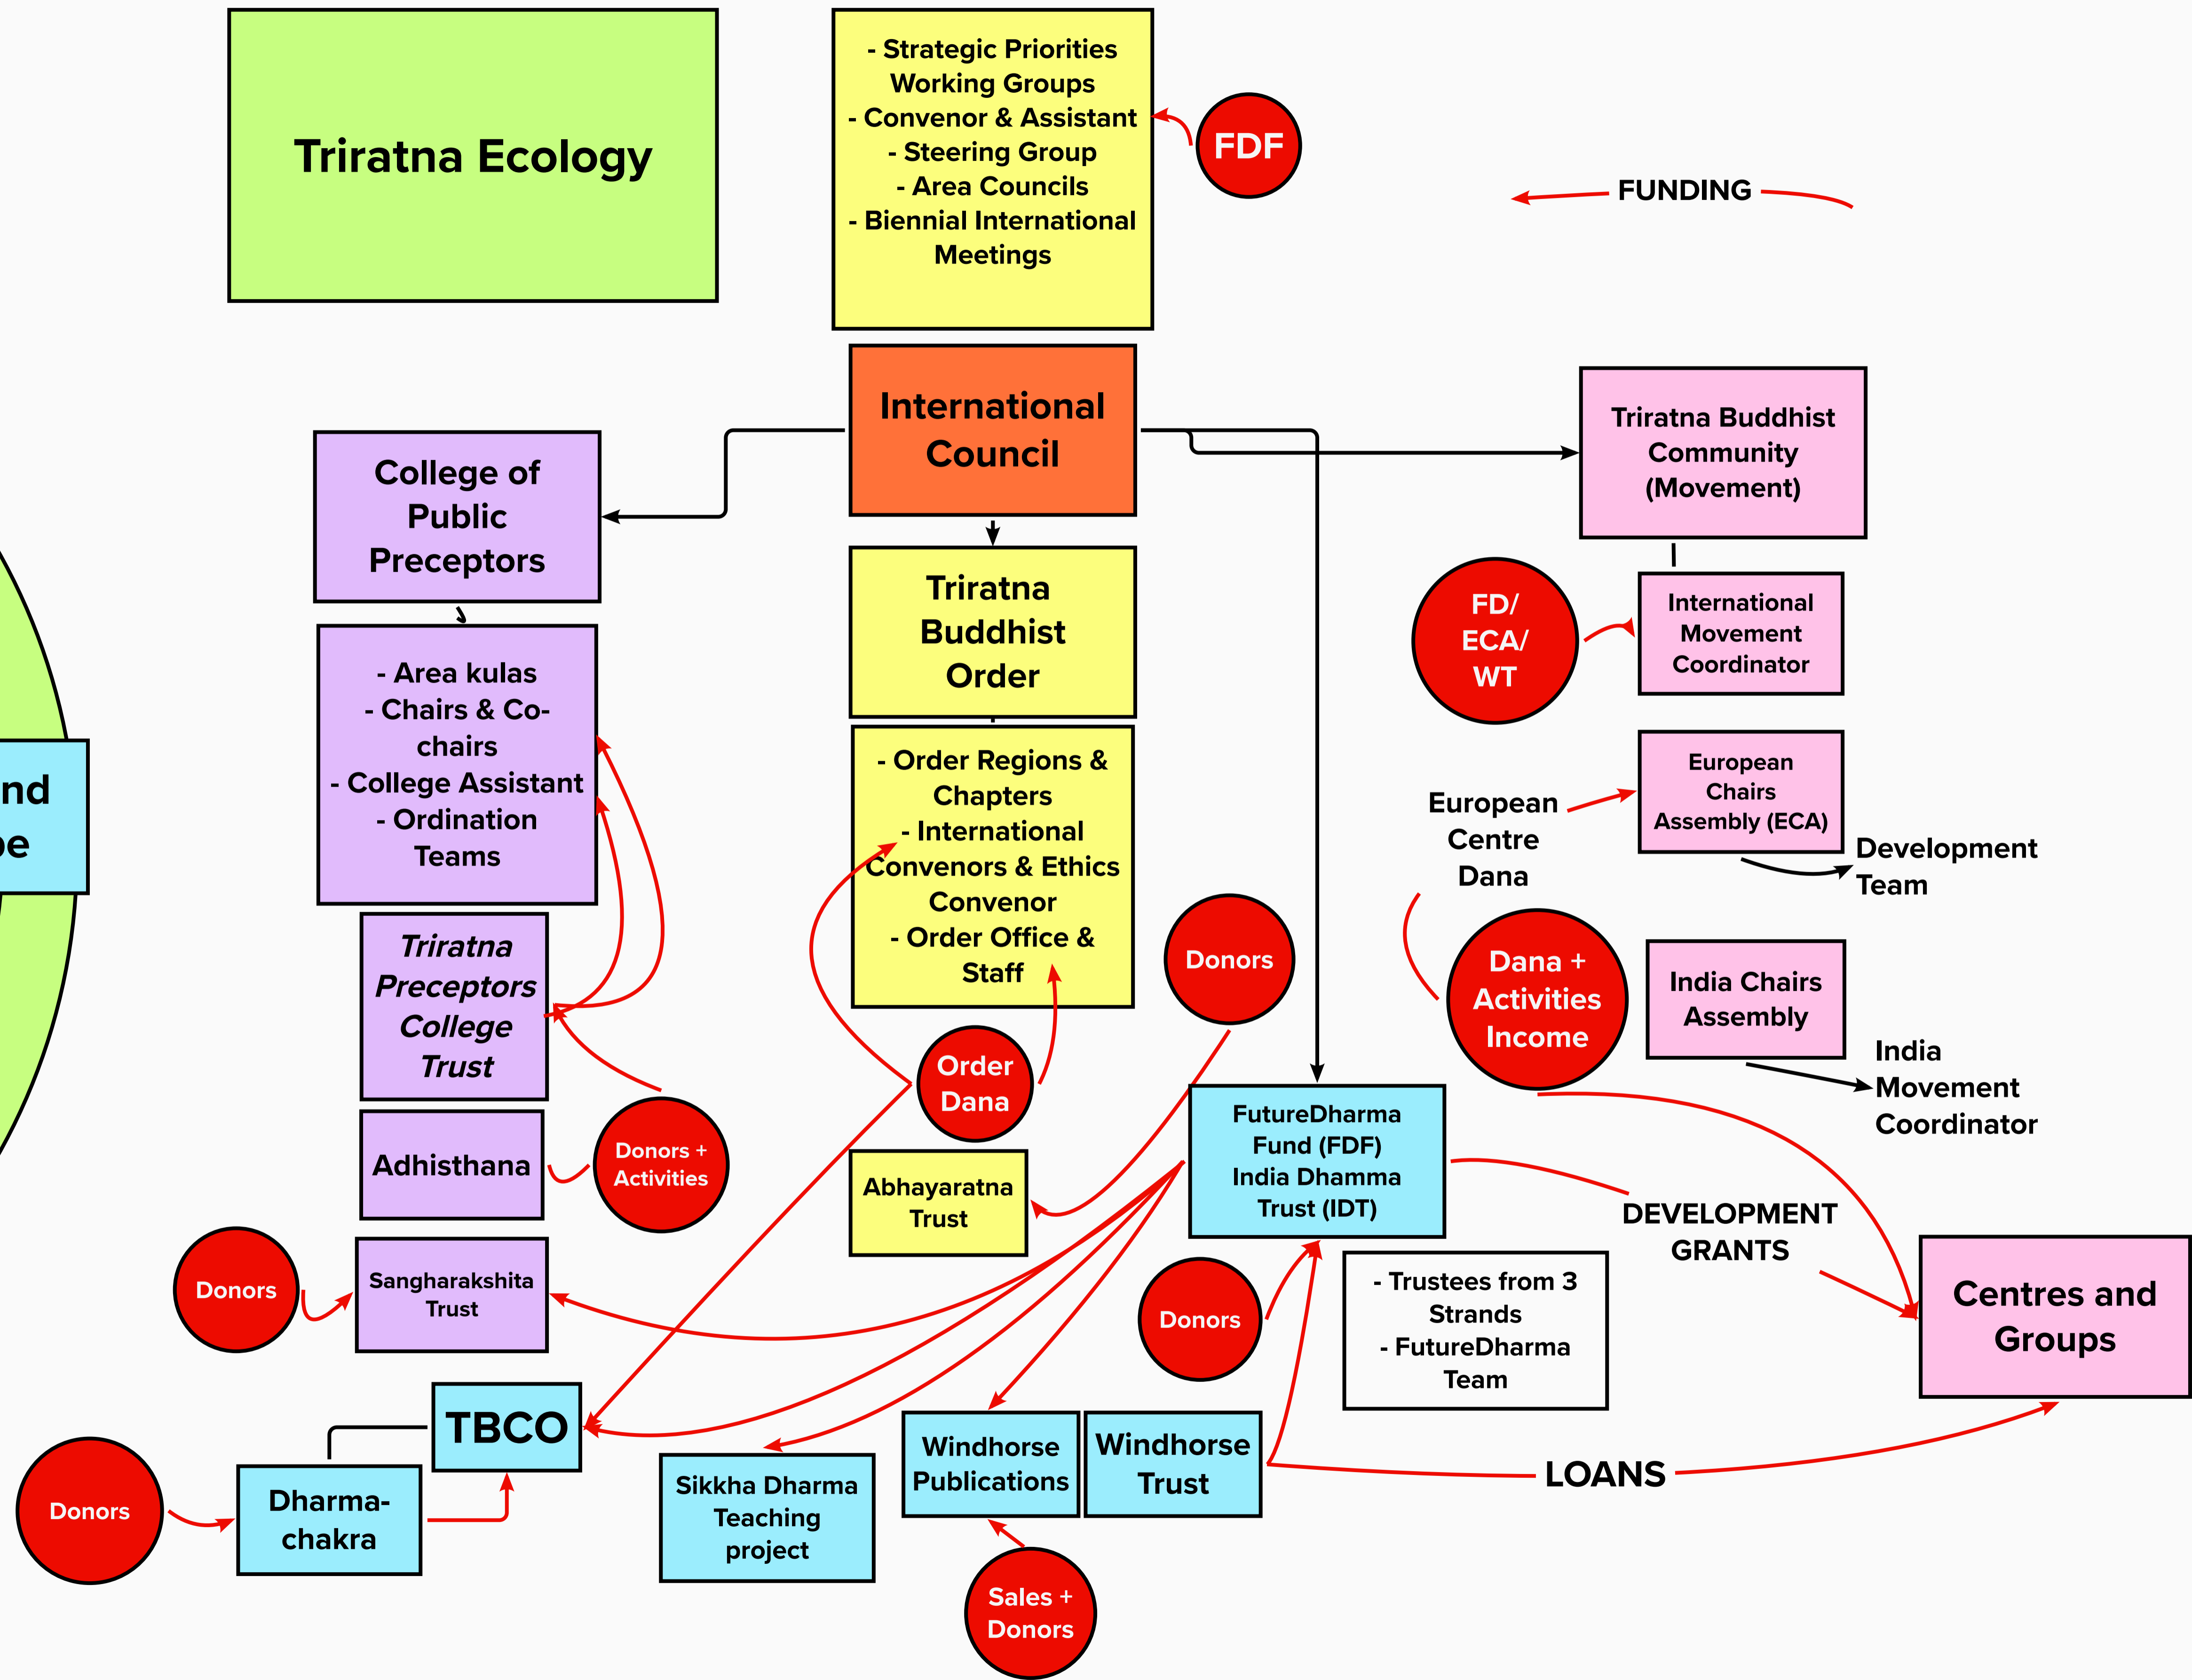 Triratna Ecology
- Strategic Priorities
Working Groups
- Convenor & Assistant
- Steering Group
- Area Councils
- Biennial International
Meetings
FDF
FUNDING
International
Council
College of
Public
Preceptors
Triratna Buddhist
Community
(Movement)
Triratna
Buddhist
Order
- Area kulas
- Chairs & Co-
chairs
- College Assistant
- Ordination
Teams
FD/
ECA/
WT
International
Movement
Coordinator
- Order Regions &
Chapters
- International
Convenors & Ethics
Convenor
- Order Office &
Staff
European
Centre
Dana
European
Chairs
Assembly (ECA)
Development
Team
nd
Triratna
Preceptors
College
Trust
Donors
Dana +
Activities
Income
India Chairs
Assembly
India
Movement
Coordinator
Order
Dana
Adhisthana
Donors +
Activities
Abhayaratna
Trust
FutureDharma
Fund (FDF)
India Dhamma
Trust (IDT)
DEVELOPMENT
GRANTS
Donors
Sangharakshita
Trust
Donors
- Trustees from 3
Strands
- FutureDharma
Team
Centres and
Groups
TBCO
Donors
Dharma-
chakra
Sikkha Dharma
Teaching
project
Windhorse
Publications
Windhorse
Trust
LOANS
Sales +
Donors